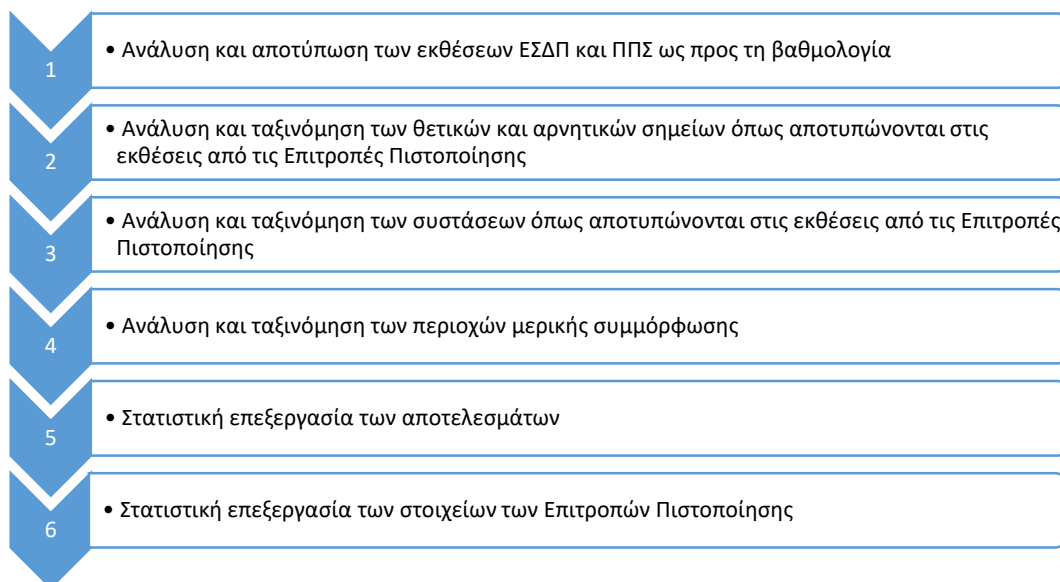 1
• Ανάλυση και αποτύπωση των εκθέσεων ΕΣΔΠ και ΠΠΣ ως προς τη βαθμολογία
2
• Ανάλυση και ταξινόμηση των θετικών και αρνητικών σημείων όπως αποτυπώνονται στις
εκθέσεις από τις Επιτροπές Πιστοποίησης
3
• Ανάλυση και ταξινόμηση των συστάσεων όπως αποτυπώνονται στις εκθέσεις από τις Επιτροπές
Πιστοποίησης
4
• Ανάλυση και ταξινόμηση των περιοχών μερικής συμμόρφωσης
5
• Στατιστική επεξεργασία των αποτελεσμάτων
6
• Στατιστική επεξεργασία των στοιχείων των Επιτροπών Πιστοποίησης